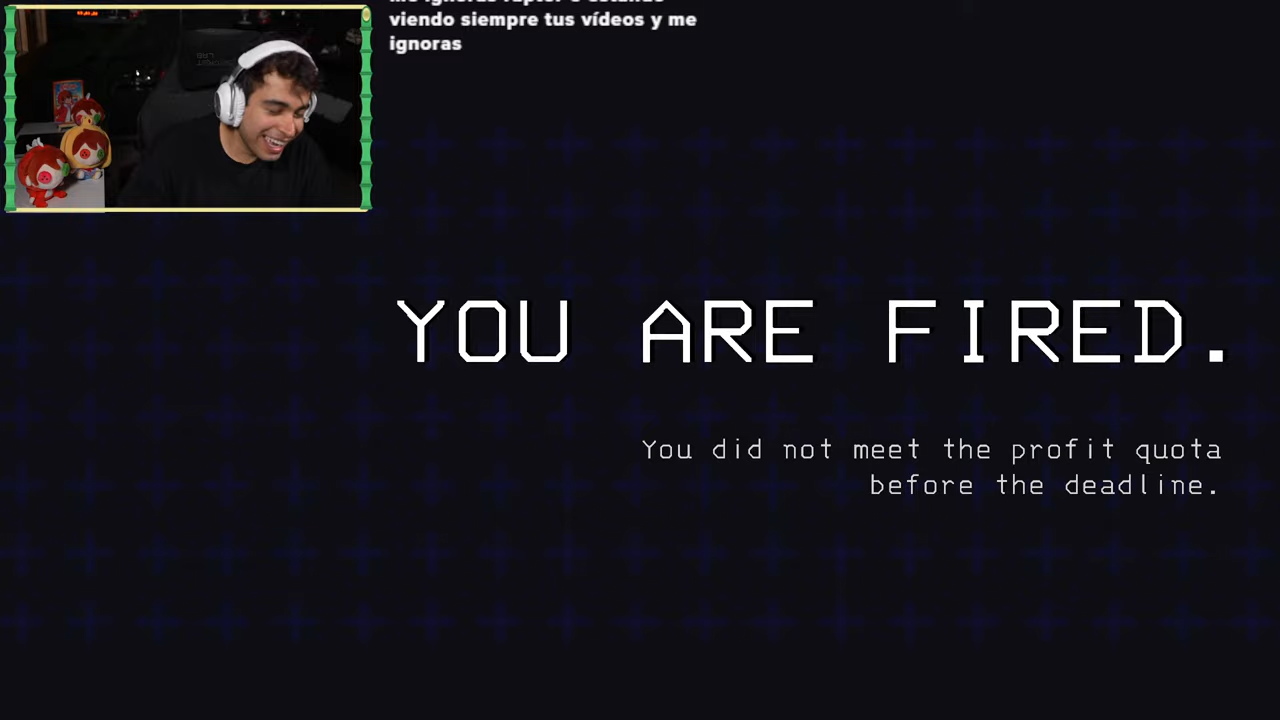 viendo siempre tus vídeos y me
ignoras
YOU ARE FIRED.
You did not meet the profit quota
before the deadline.